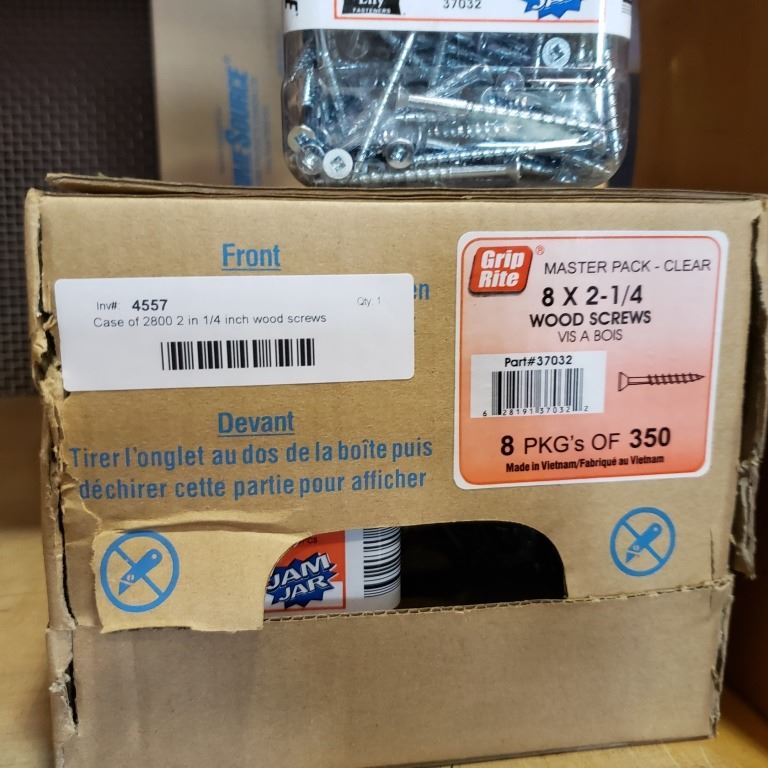 37032
FASTENERS
Front
Inv#: 4557
Qty: 1
Case of 2800 2 in 1/4 inch wood screws
en
Grip
Rite
®
MASTER PACK - CLEAR
8 X 2-1/4
WOOD SCREWS
VIS A BOIS
Part#37032
6 28191 37032 2
8 PKG's OF 350
Made in Vietnam/Fabriqué au Vietnam
Devant
Tirer l'onglet au dos de la boîte puis
déchirer cette partie pour afficher
JAM
JAR